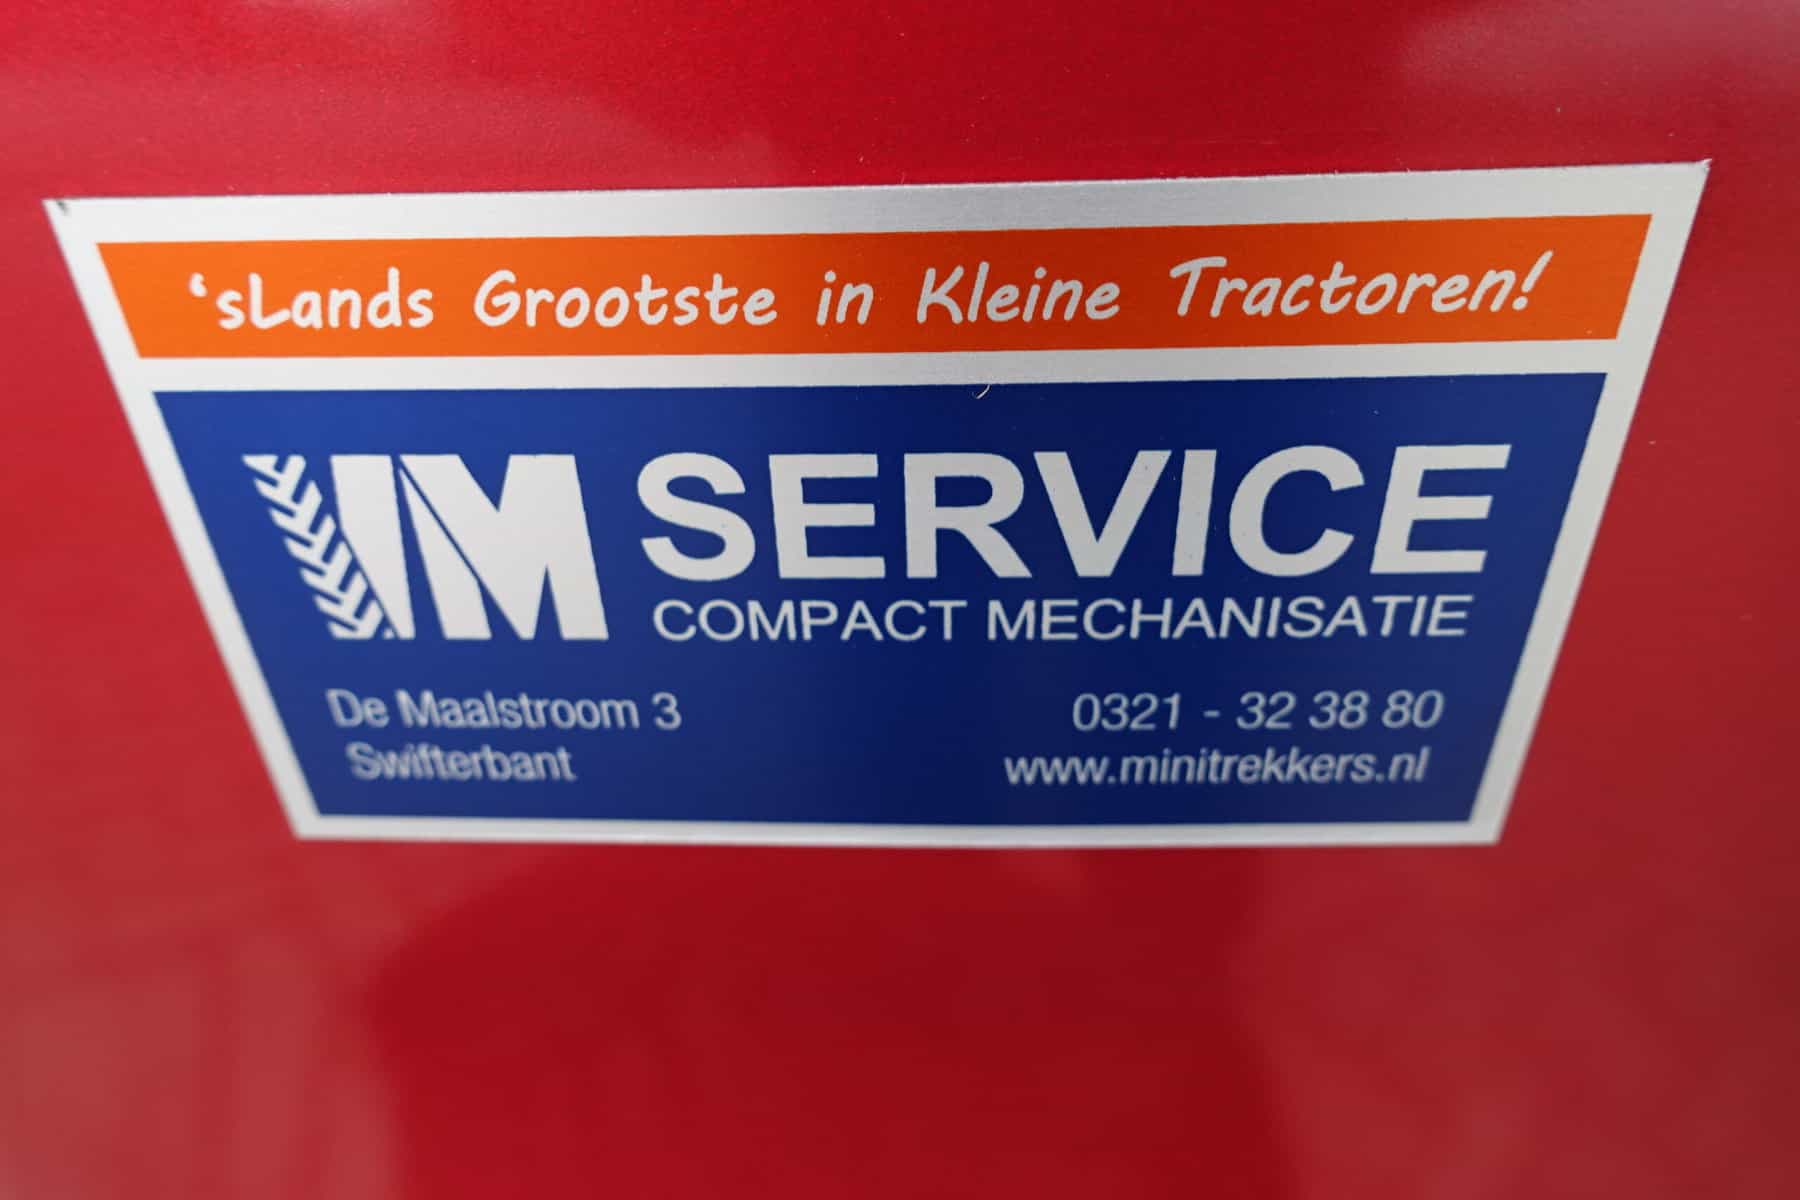 ‘sLands Grootste in Kleine Tractoren!
IM SERVICE
COMPACT MECHANISATIE
De Maalstroom 3
Swifterbant
0321 - 32 38 80
www.minitrekkers.nl